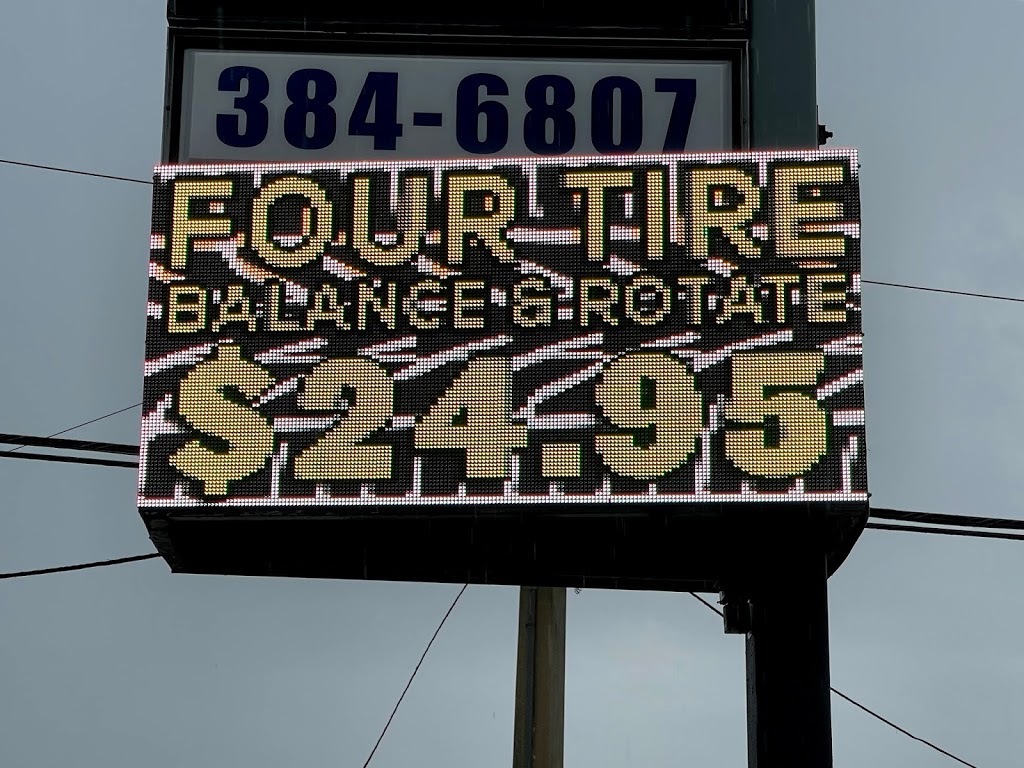 384-6807
FOUR TIRE
BALANCE & ROTATE
$24.95